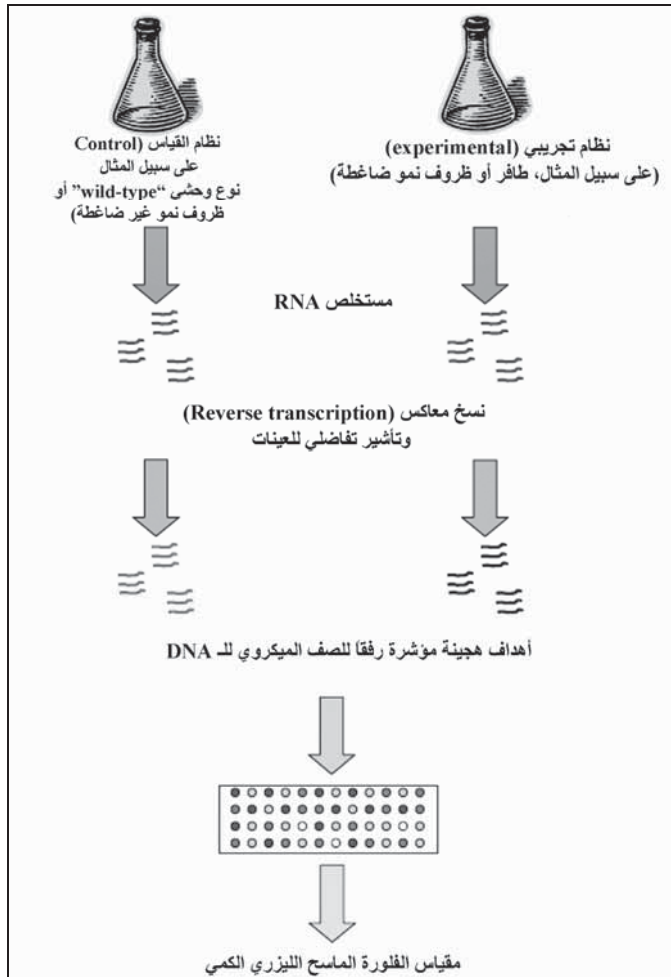 نظام تجريبي (experimental)
(على سبيل المثال، طافر أو ظروف نمو ضاغطة)
نظام القياس (Control
على سبيل المثال
نوع وحشي “wild-type” أو
ظروف نمو غير ضاغطة)
مستخلص RNA
نسخ معاكس (Reverse transcription)
وتأشير تفاضلي للعينات
أهداف هجينة مؤشرة رفقاً للصف الميكروي للـ DNA
مقياس الفلورة الماسح الليزري الكمي